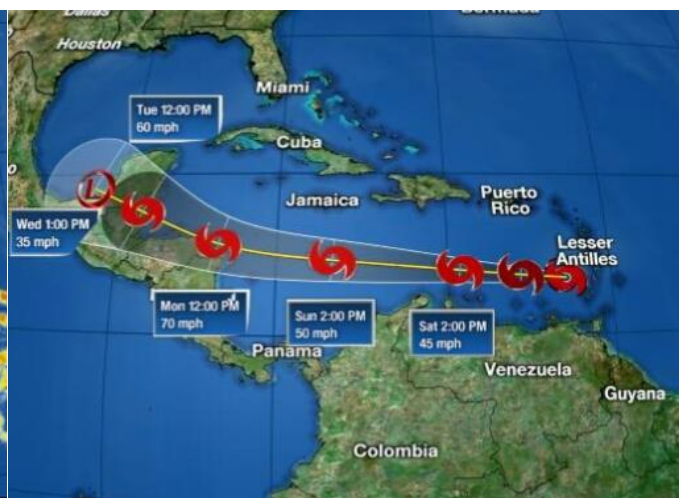 Dallas
Houston
Miami
Tue 12:00 PM
60 mph
Cuba
Jamaica
Puerto
Rico
Lesser
Antilles
L
Wed 1:00 PM
35 mph
Mon 12:00 PM
70 mph
Sun 2:00 PM
50 mph
Sat 2:00 PM
45 mph
Panama
Venezuela
Guyana
Colombia